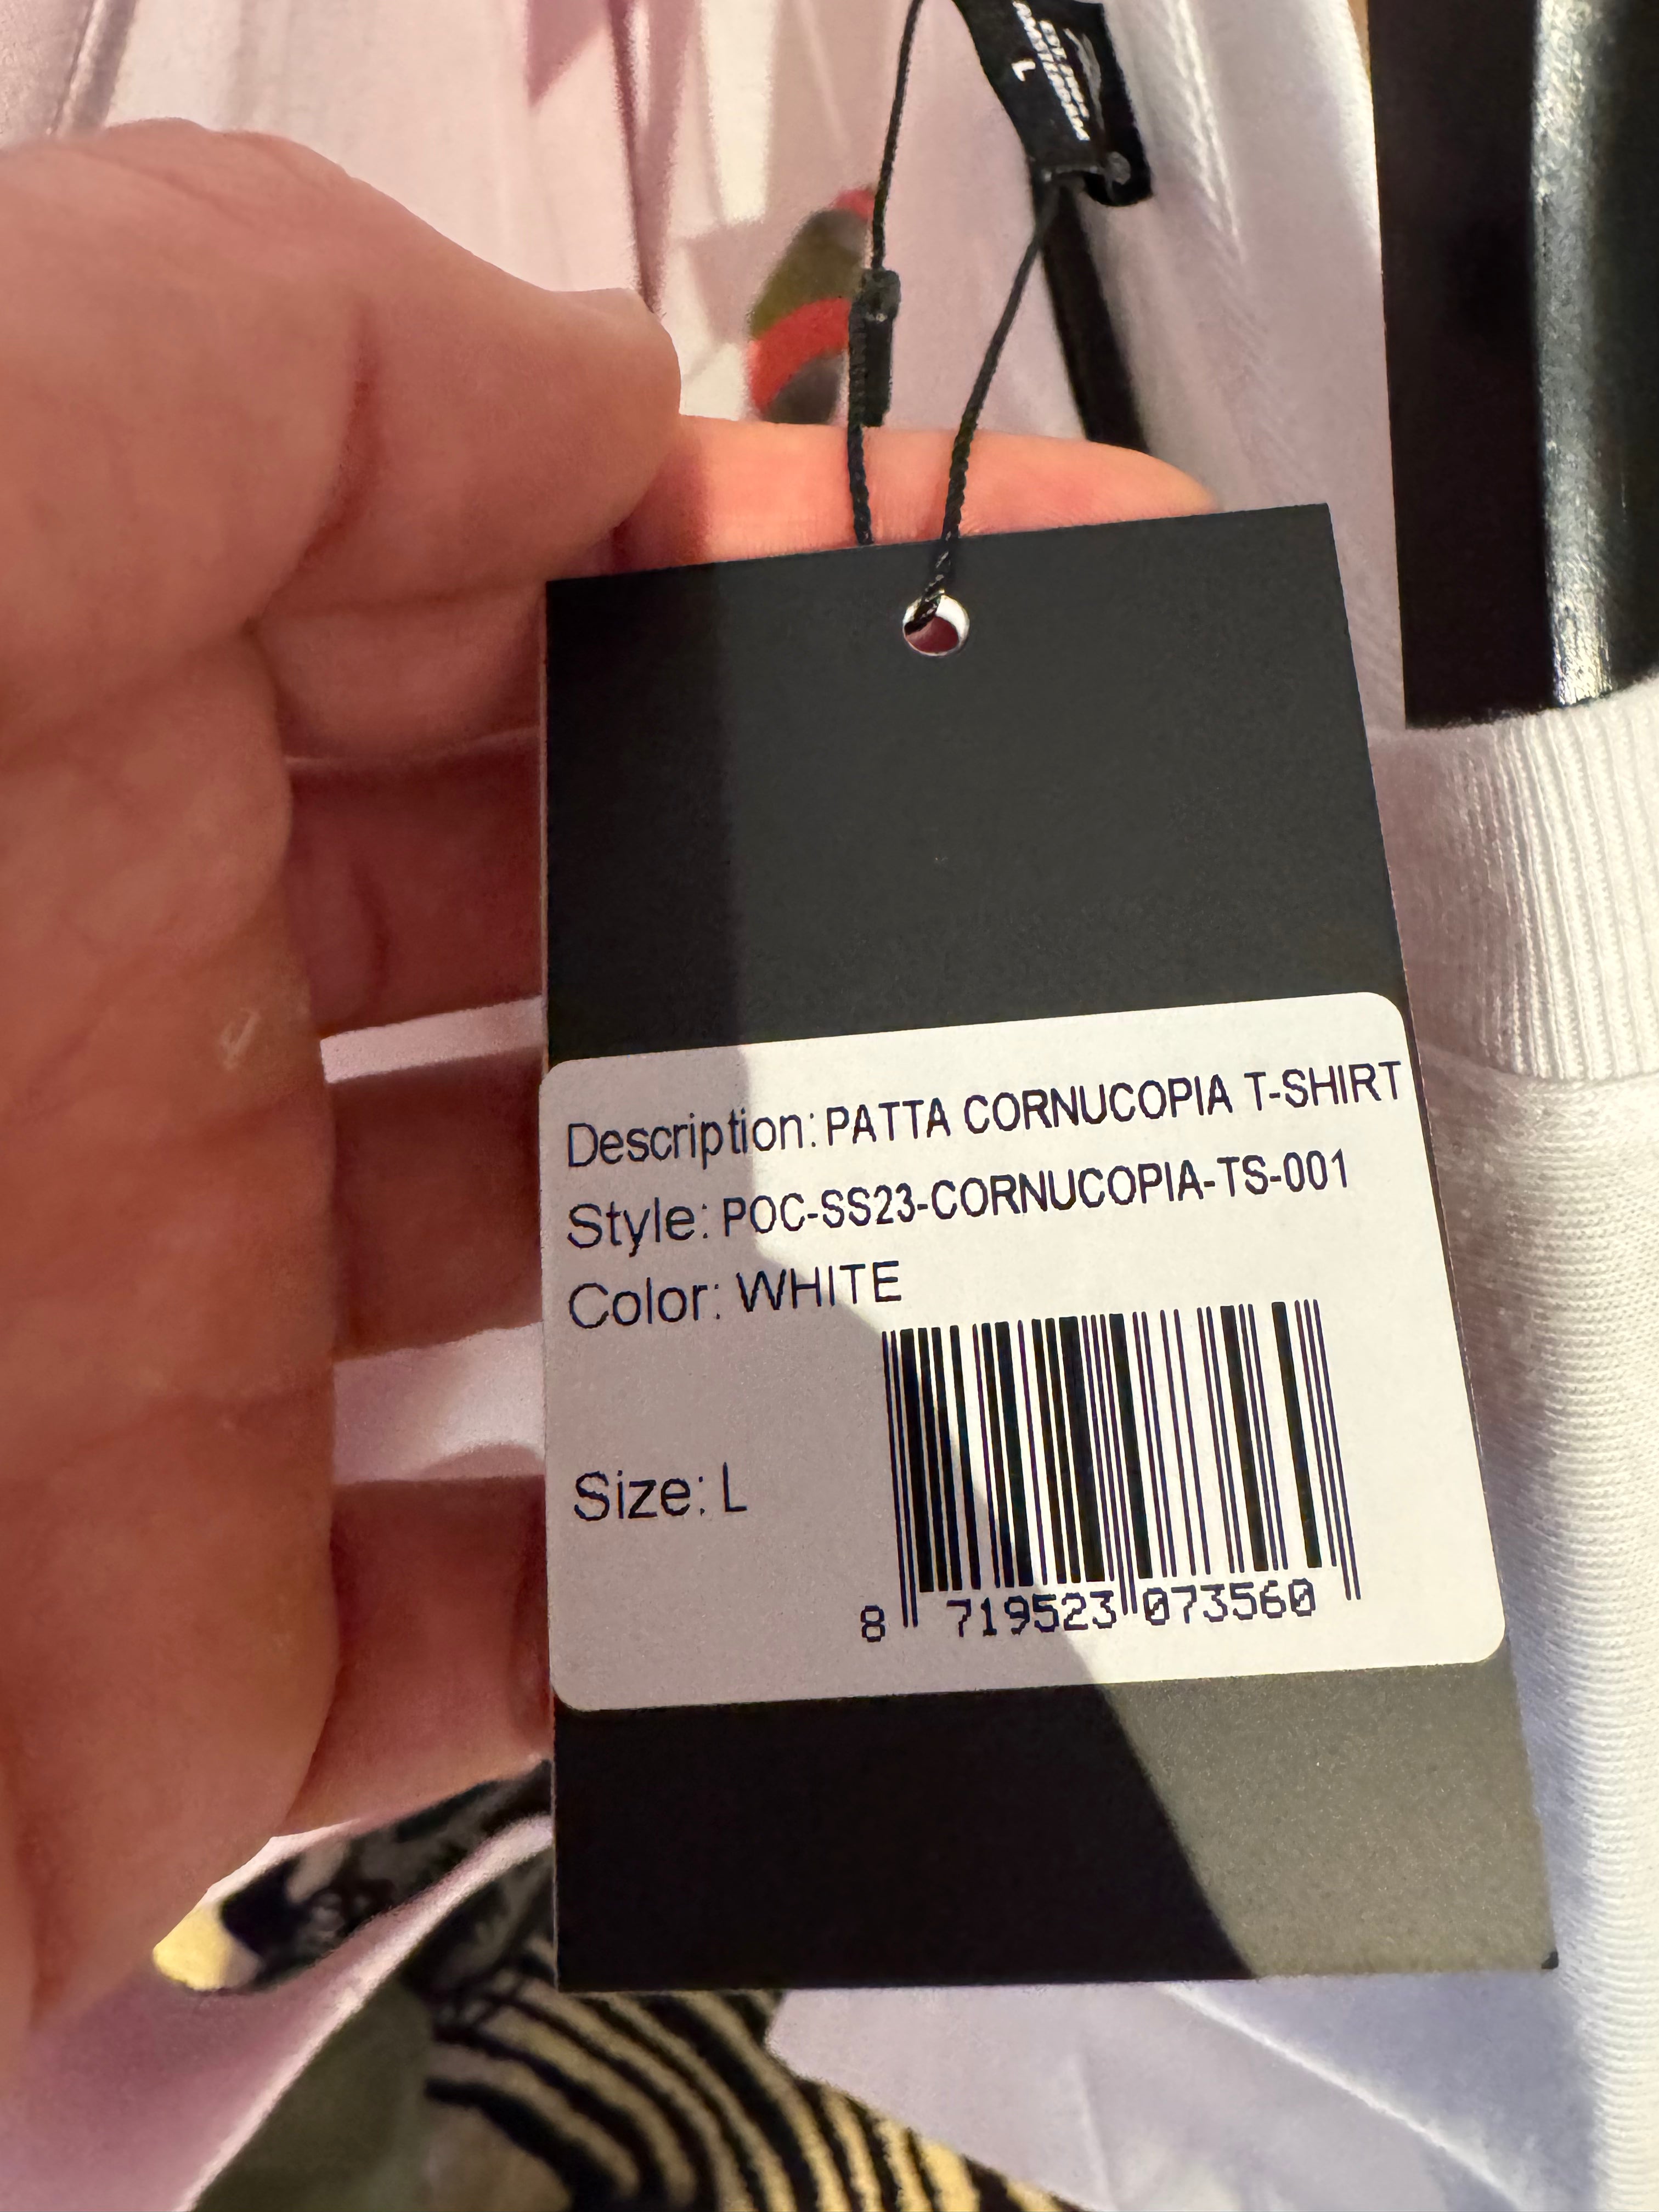 L
Description: PATTA CORNUCOPIA T-SHIRT
Style: POC-SS23-CORNUCOPIA-TS-001
Color: WHITE
Size: L
8 719523 073560